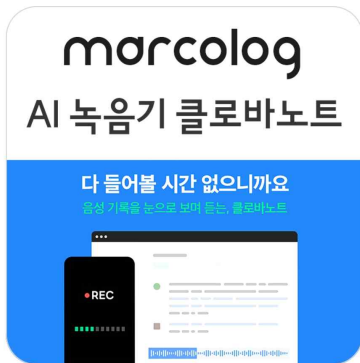 marcolog
AI 녹음기 클로바노트
다 들어볼 시간 없으니까요
음성 기록을 눈으로 보며 듣는, 클로바노트
REC